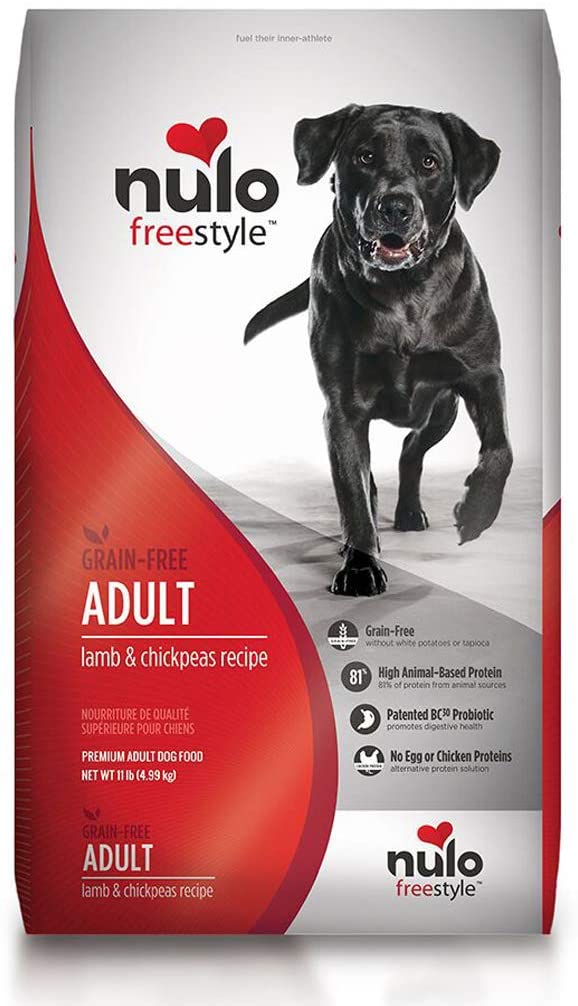 fuel their inner-athlete
nulo
freestyle™
GRAIN-FREE
ADULT
lamb & chickpeas recipe
NOURRITURE DE QUALITÉ
SUPÉRIEURE POUR CHIENS
PREMIUM ADULT DOG FOOD
NET WT 11 lb (4.99 kg)
Grain-Free
without white potatoes or tapioca
81%
High Animal-Based Protein
81% of protein from animal sources
Patented BC³⁰ Probiotic
promotes digestive health
No Egg or Chicken Proteins
alternative protein solution
GRAIN-FREE
ADULT
lamb & chickpeas recipe
nulo
freestyle™